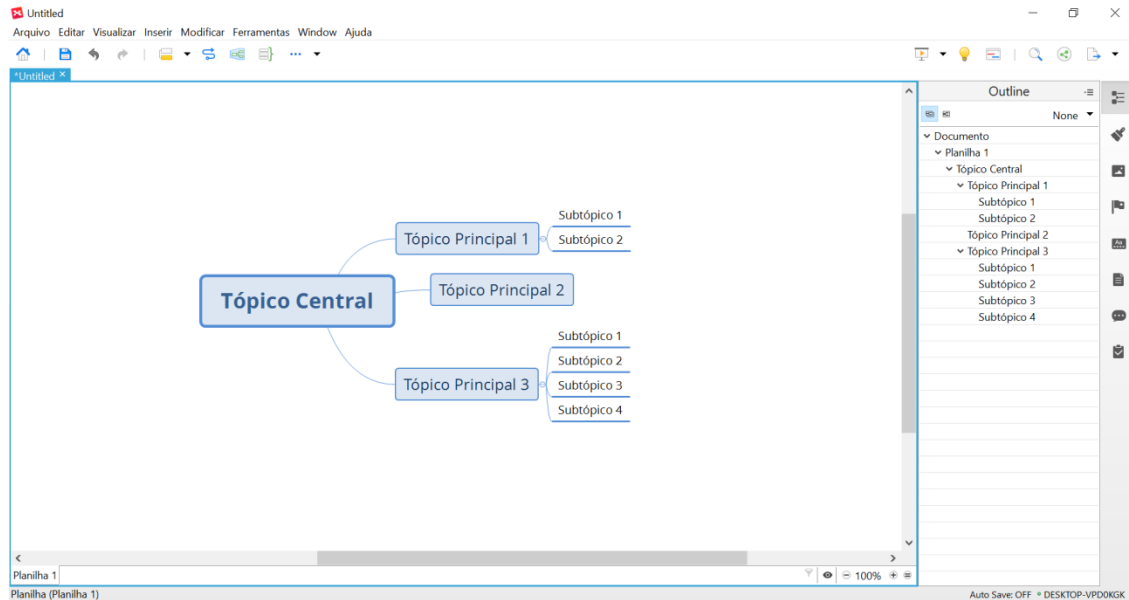 Untitled
Arquivo Editar Visualizar Inserir Modificar Ferramentas Window Ajuda
*Untitled
Tópico Central
Tópico Principal 1
Subtópico 1
Subtópico 2
Tópico Principal 2
Tópico Principal 3
Subtópico 1
Subtópico 2
Subtópico 3
Subtópico 4
Outline
None
Documento
Planilha 1
Tópico Central
Tópico Principal 1
Subtópico 1
Subtópico 2
Tópico Principal 2
Tópico Principal 3
Subtópico 1
Subtópico 2
Subtópico 3
Subtópico 4
Aa
Planilha 1
100%
Planilha (Planilha 1)
Auto Save: OFF
DESKTOP-VPD0KGK